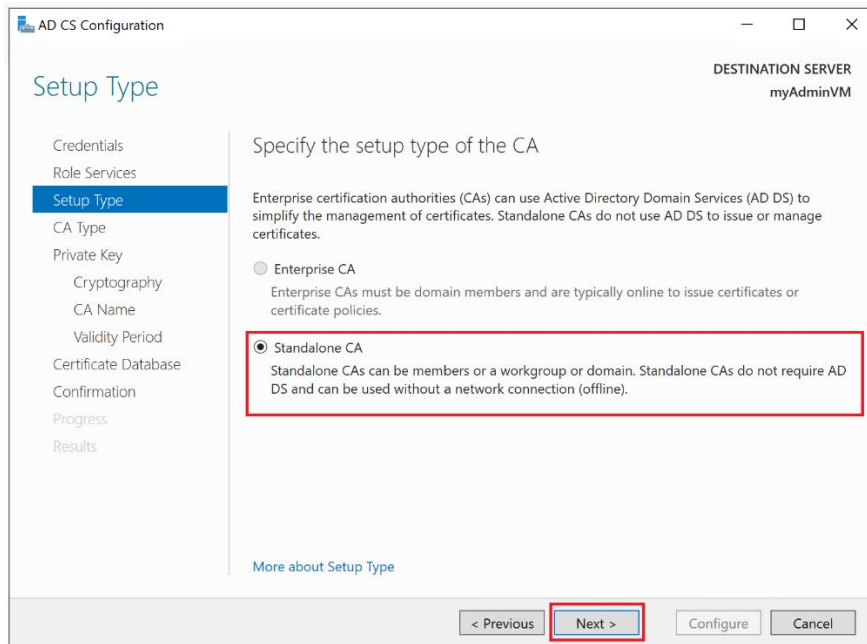 AD CS Configuration
DESTINATION SERVER
myAdminVM
Setup Type
Credentials
Role Services
Setup Type
CA Type
Private Key
Cryptography
CA Name
Validity Period
Certificate Database
Confirmation
Progress
Results
Specify the setup type of the CA
Enterprise certification authorities (CAs) can use Active Directory Domain Services (AD DS) to
simplify the management of certificates. Standalone CAs do not use AD DS to issue or manage
certificates.
Enterprise CA
Enterprise CAs must be domain members and are typically online to issue certificates or
certificate policies.
Standalone CA
Standalone CAs can be members or a workgroup or domain. Standalone CAs do not require AD
DS and can be used without a network connection (offline).
More about Setup Type
< Previous
Next >
Configure
Cancel